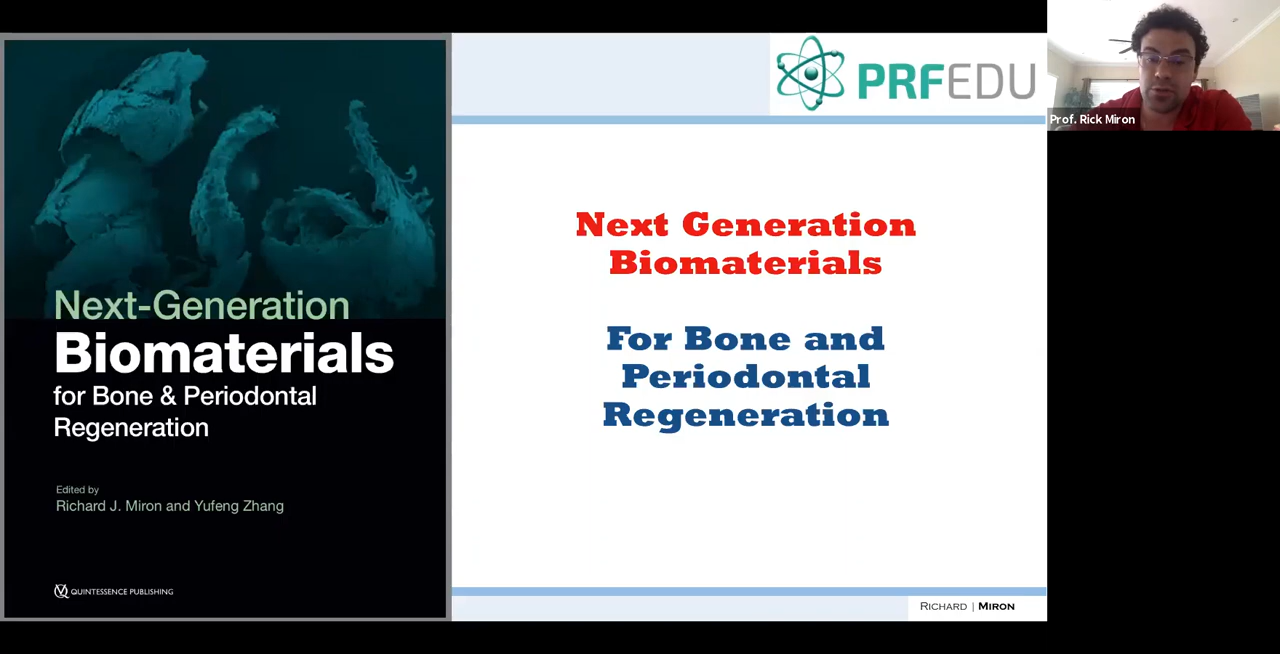 Next-Generation
Biomaterials
for Bone & Periodontal
Regeneration
Edited by
Richard J. Miron and Yufeng Zhang
QUINTESSENCE PUBLISHING
PRFEDU
Next Generation
Biomaterials
For Bone and
Periodontal
Regeneration
RICHARD | MIRON
Prof. Rick Miron